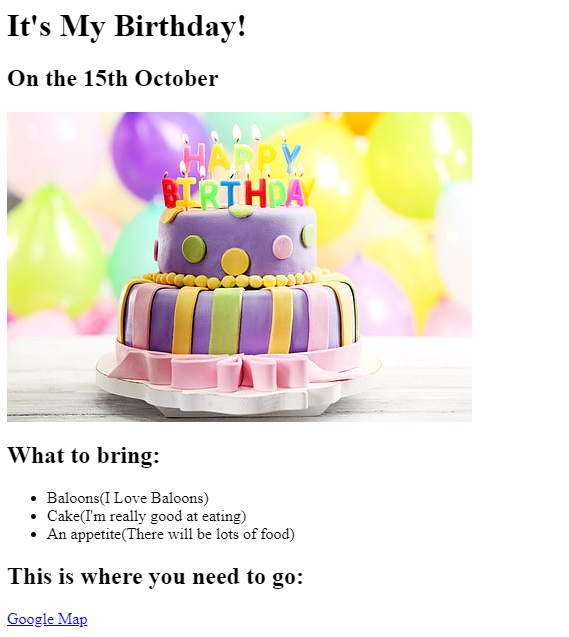 It's My Birthday!
On the 15th October
HAPPY
BIRTHDAY
What to bring:
Baloons(I Love Baloons)
Cake(I'm really good at eating)
An appetite(There will be lots of food)
This is where you need to go:
Google Map